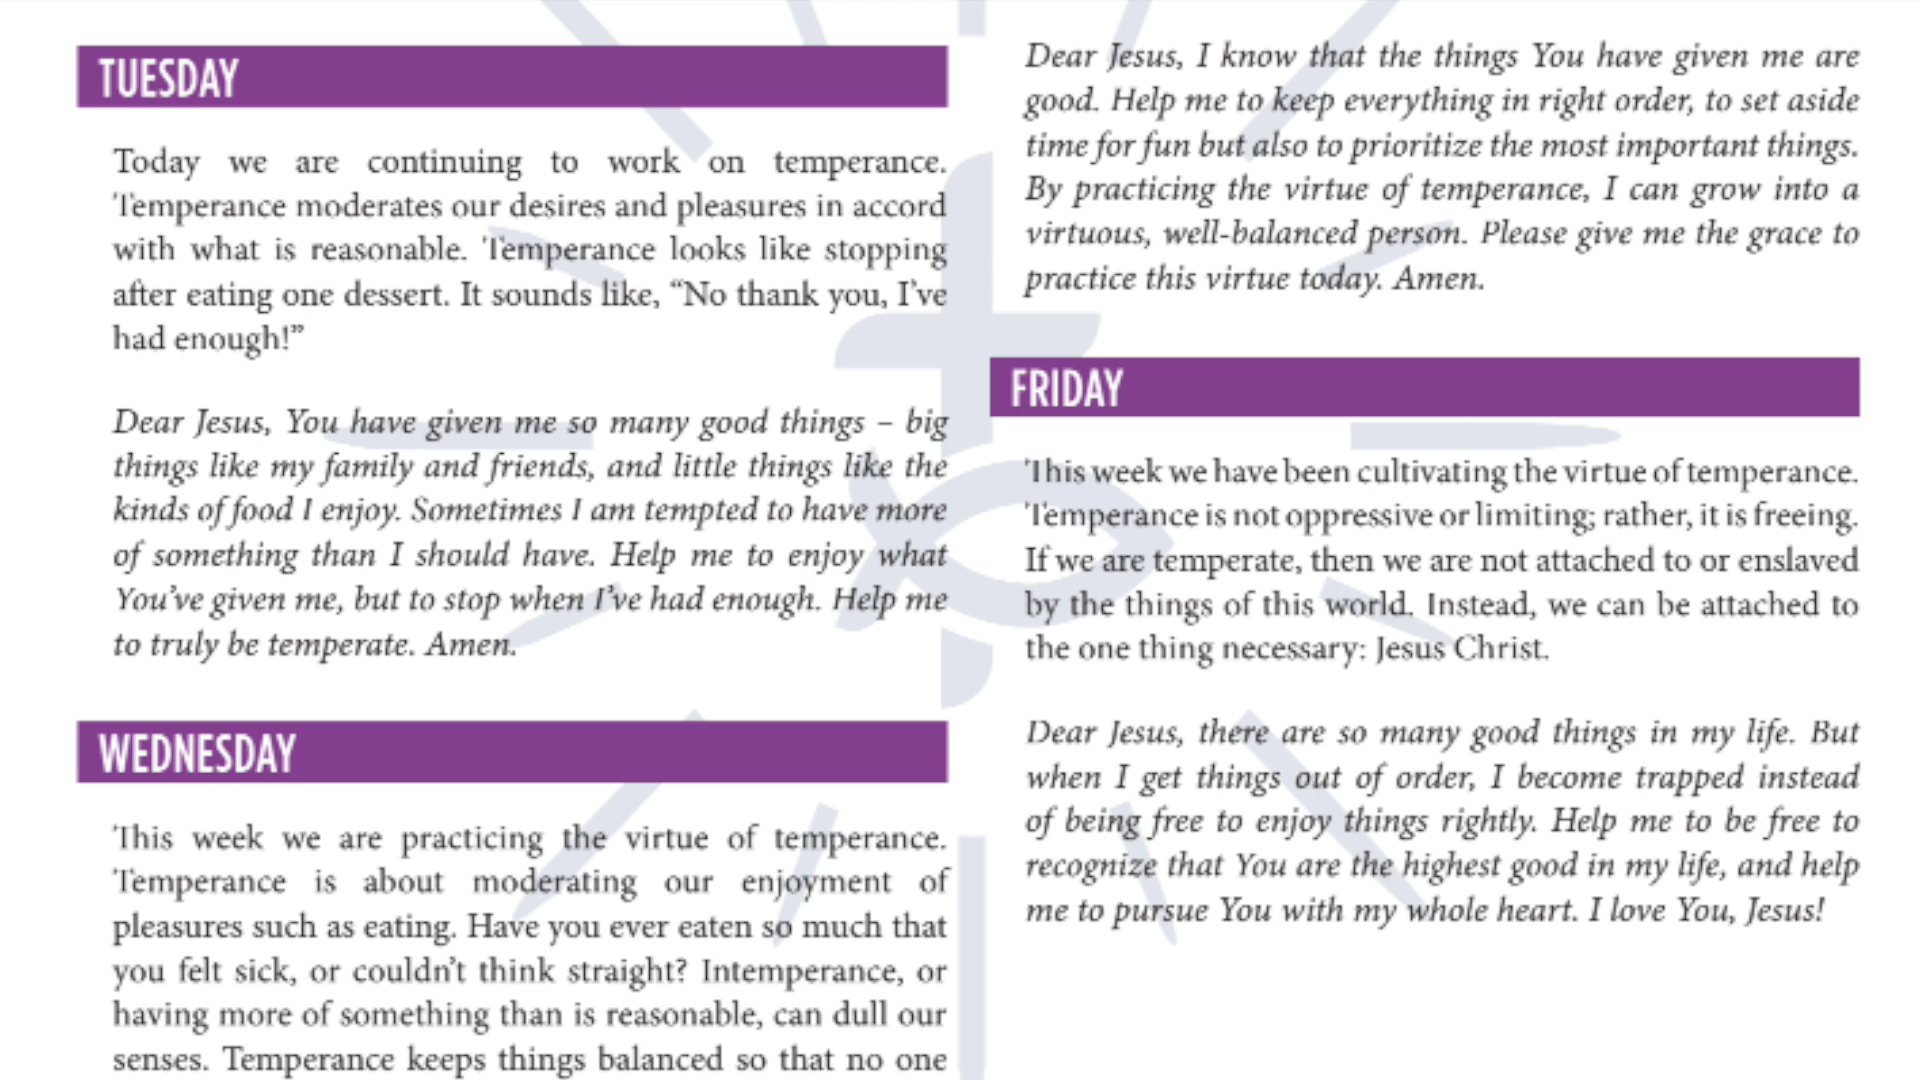 TUESDAY
Today we are continuing to work on temperance.
Temperance moderates our desires and pleasures in accord
with what is reasonable. Temperance looks like stopping
after eating one dessert. It sounds like, “No thank you, I’ve
had enough!”
Dear Jesus, You have given me so many good things – big
things like my family and friends, and little things like the
kinds of food I enjoy. Sometimes I am tempted to have more
of something than I should have. Help me to enjoy what
You’ve given me, but to stop when I’ve had enough. Help me
to truly be temperate. Amen.
WEDNESDAY
This week we are practicing the virtue of temperance.
Temperance is about moderating our enjoyment of
pleasures such as eating. Have you ever eaten so much that
you felt sick, or couldn’t think straight? Intemperance, or
having more of something than is reasonable, can dull our
senses. Temperance keeps things balanced so that no one
Dear Jesus, I know that the things You have given me are
good. Help me to keep everything in right order, to set aside
time for fun but also to prioritize the most important things.
By practicing the virtue of temperance, I can grow into a
virtuous, well-balanced person. Please give me the grace to
practice this virtue today. Amen.
FRIDAY
This week we have been cultivating the virtue of temperance.
Temperance is not oppressive or limiting; rather, it is freeing.
If we are temperate, then we are not attached to or enslaved
by the things of this world. Instead, we can be attached to
the one thing necessary: Jesus Christ.
Dear Jesus, there are so many good things in my life. But
when I get things out of order, I become trapped instead
of being free to enjoy things rightly. Help me to be free to
recognize that You are the highest good in my life, and help
me to pursue You with my whole heart. I love You, Jesus!